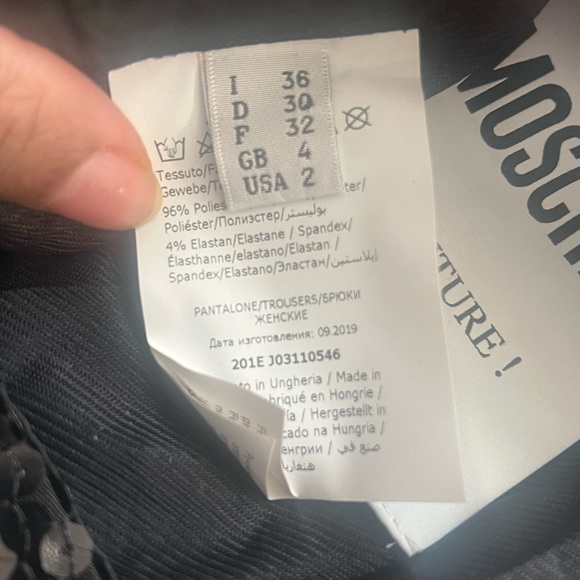 I 36
D 30
F 32
GB 4
USA 2
Tessuto/F
Gewebe/T
ter/
96% Polies
Poliéster/Полиэстер/بوليستر
4% Elastan/Elastane / Spandex/
Élasthanne/elastano/Elastan /
Spandex/Elastano/Эластан/إيلاستين
PANTALONE/TROUSERS/БРЮКИ
ЖЕНСКИЕ
Дата изготовления: 09.2019
201E J03110546
to in Ungheria / Made in
briqué en Hongrie /
ía / Hergestellt in
cado na Hungria /
енгрии / صنع في
هنغاريا
MOSCH
TURE !